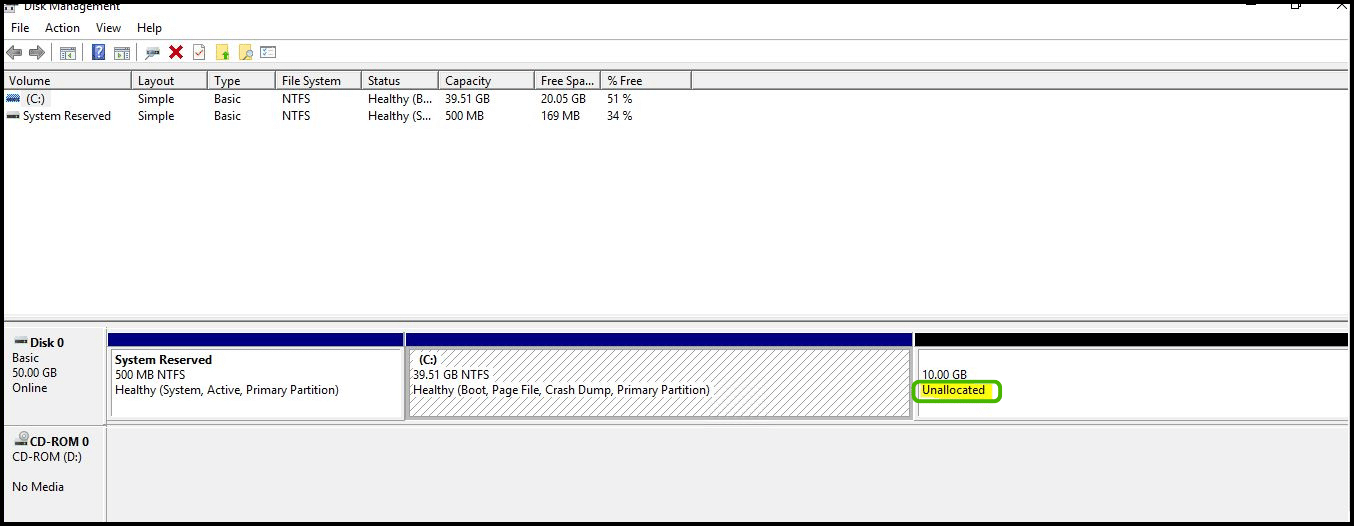 Disk Management
File Action View Help
Volume Layout Type File System Status Capacity Free Spa... % Free
(C:) Simple Basic NTFS Healthy (B... 39.51 GB 20.05 GB 51 %
System Reserved Simple Basic NTFS Healthy (S... 500 MB 169 MB 34 %
Disk 0
Basic
50.00 GB
Online
System Reserved
500 MB NTFS
Healthy (System, Active, Primary Partition)
(C:)
39.51 GB NTFS
Healthy (Boot, Page File, Crash Dump, Primary Partition)
10.00 GB
Unallocated
CD-ROM 0
CD-ROM (D:)
No Media